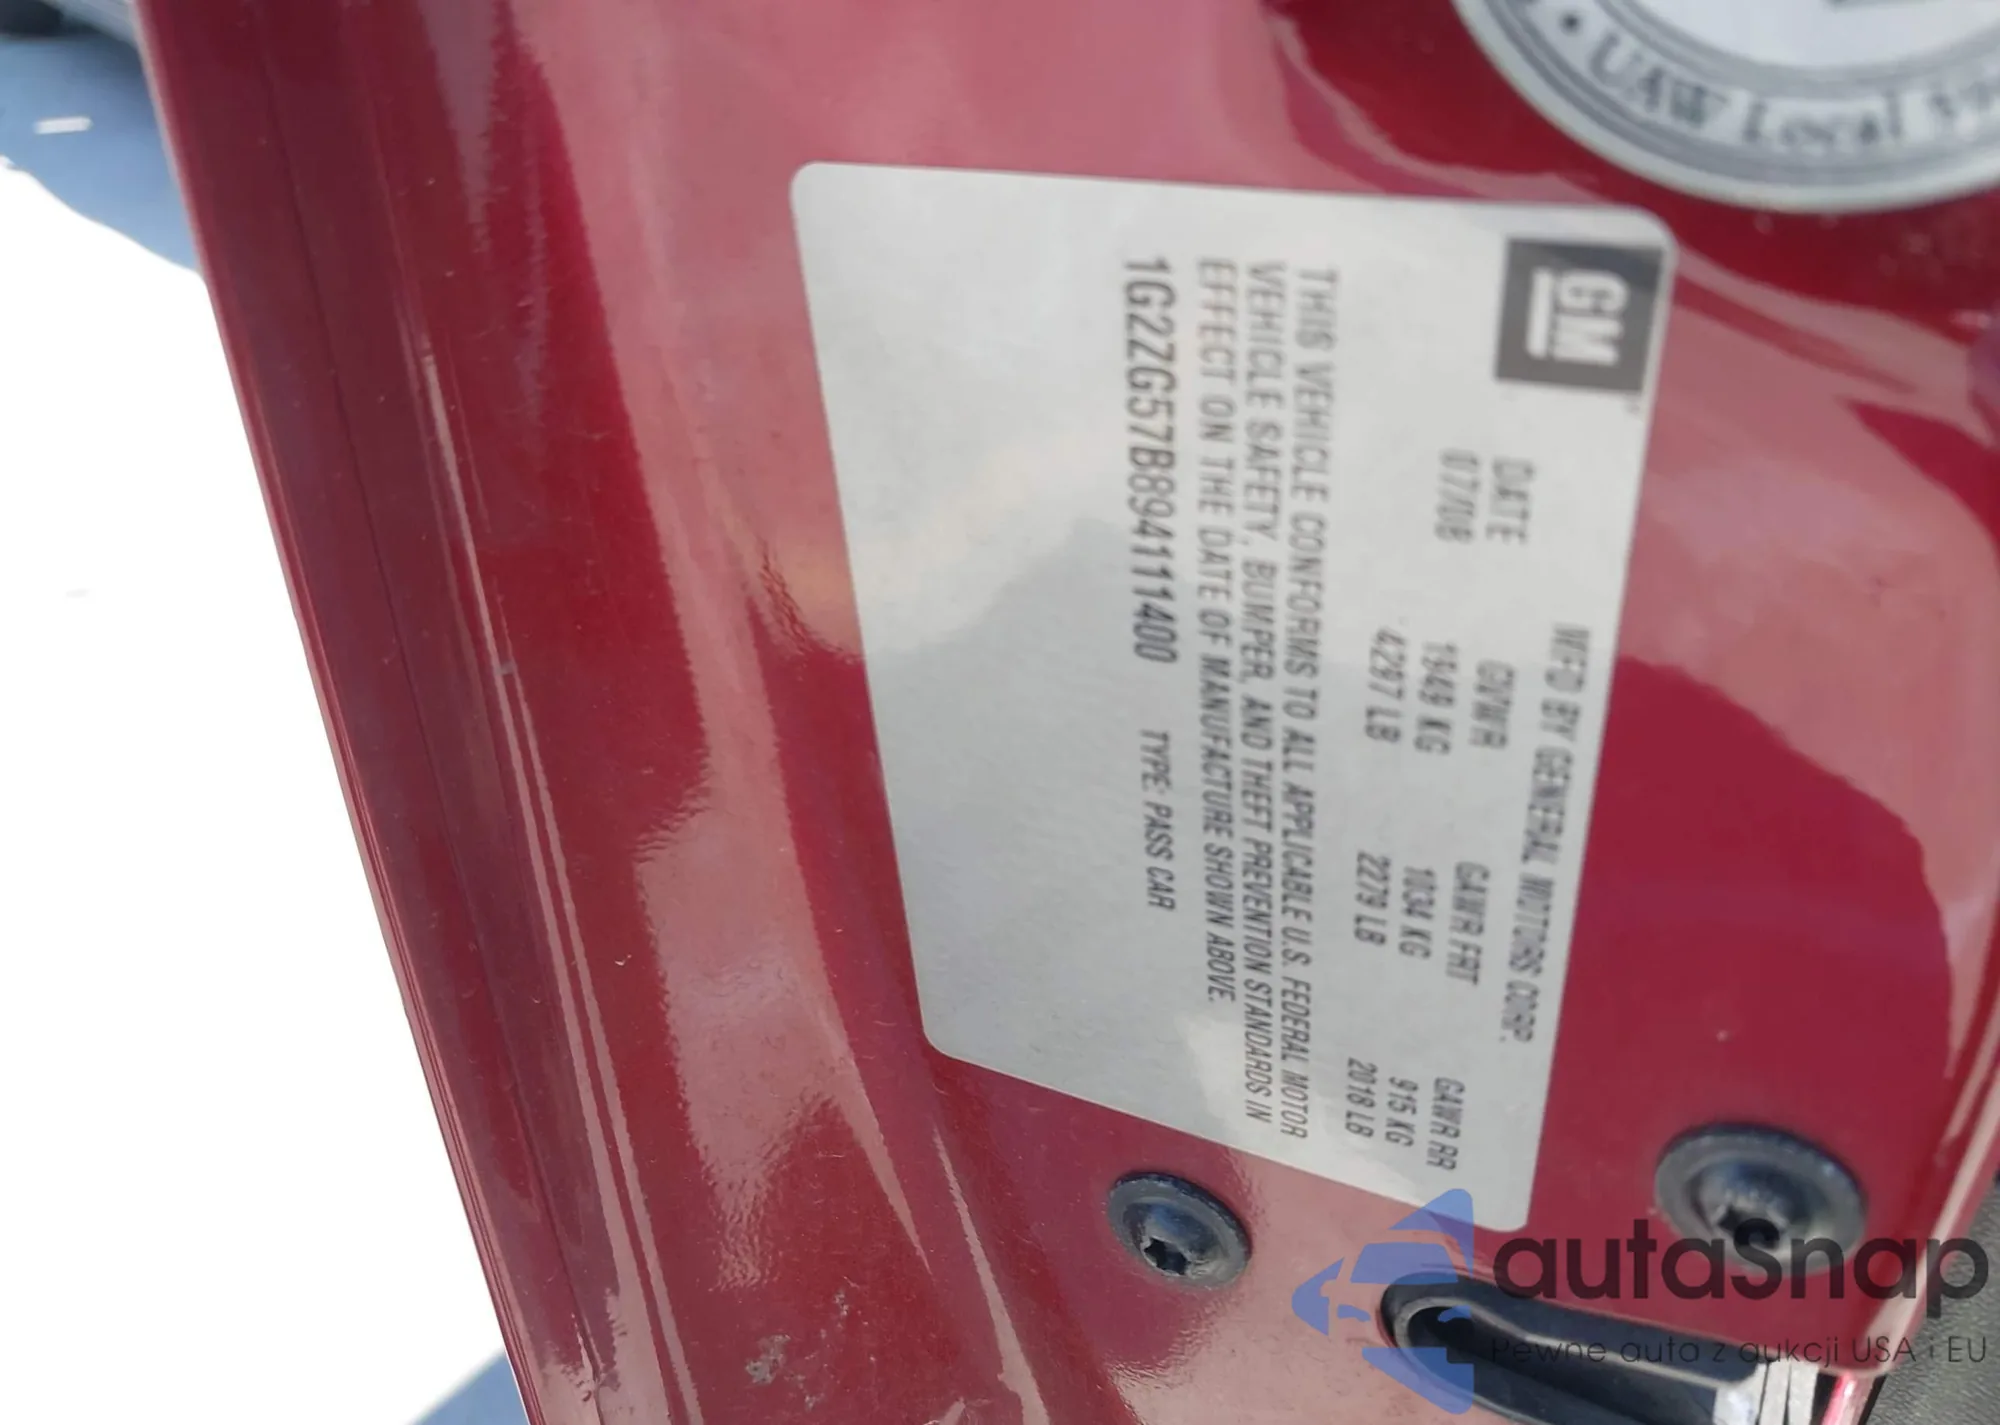 UAW Local
GM
MFD BY GENERAL MOTORS CORP.
DATE GVWR GAWR FRT GAWR RR
07/08 1949 KG 1034 KG 915 KG
4297 LB 2279 LB 2018 LB
THIS VEHICLE CONFORMS TO ALL APPLICABLE U.S. FEDERAL MOTOR
VEHICLE SAFETY, BUMPER, AND THEFT PREVENTION STANDARDS IN
EFFECT ON THE DATE OF MANUFACTURE SHOWN ABOVE.
1G2ZG57B894111400 TYPE: PASS CAR
autaSnap
Pewne auta z aukcji USA i EU